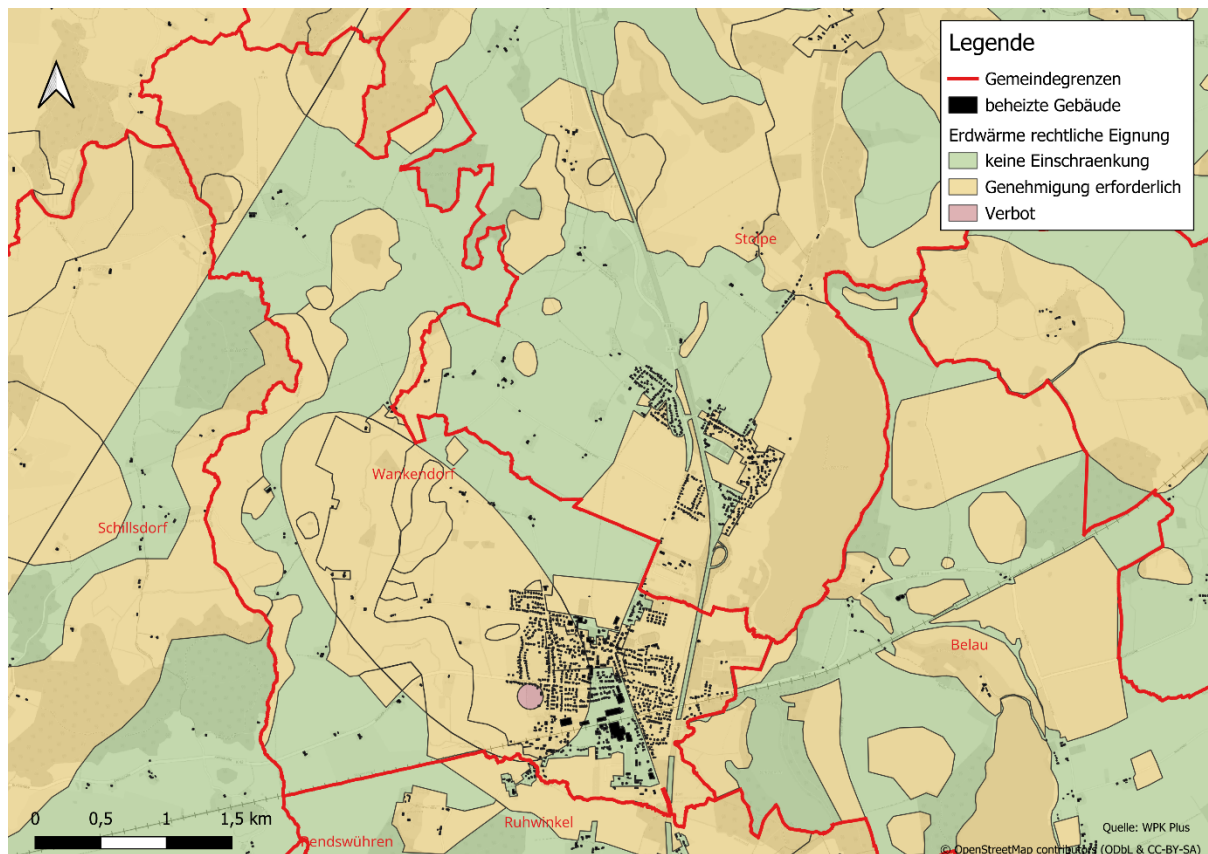 Legende
Gemeindegrenzen
beheizte Gebäude
Erdwärme rechtliche Eignung
keine Einschraenkung
Genehmigung erforderlich
Verbot
Stolpe
Wankendorf
Schillsdorf
Belau
Ruhwinkel
Rendswühren
0 0,5 1 1,5 km
Quelle: WPK Plus
© OpenStreetMap contributors (ODbL & CC-BY-SA)